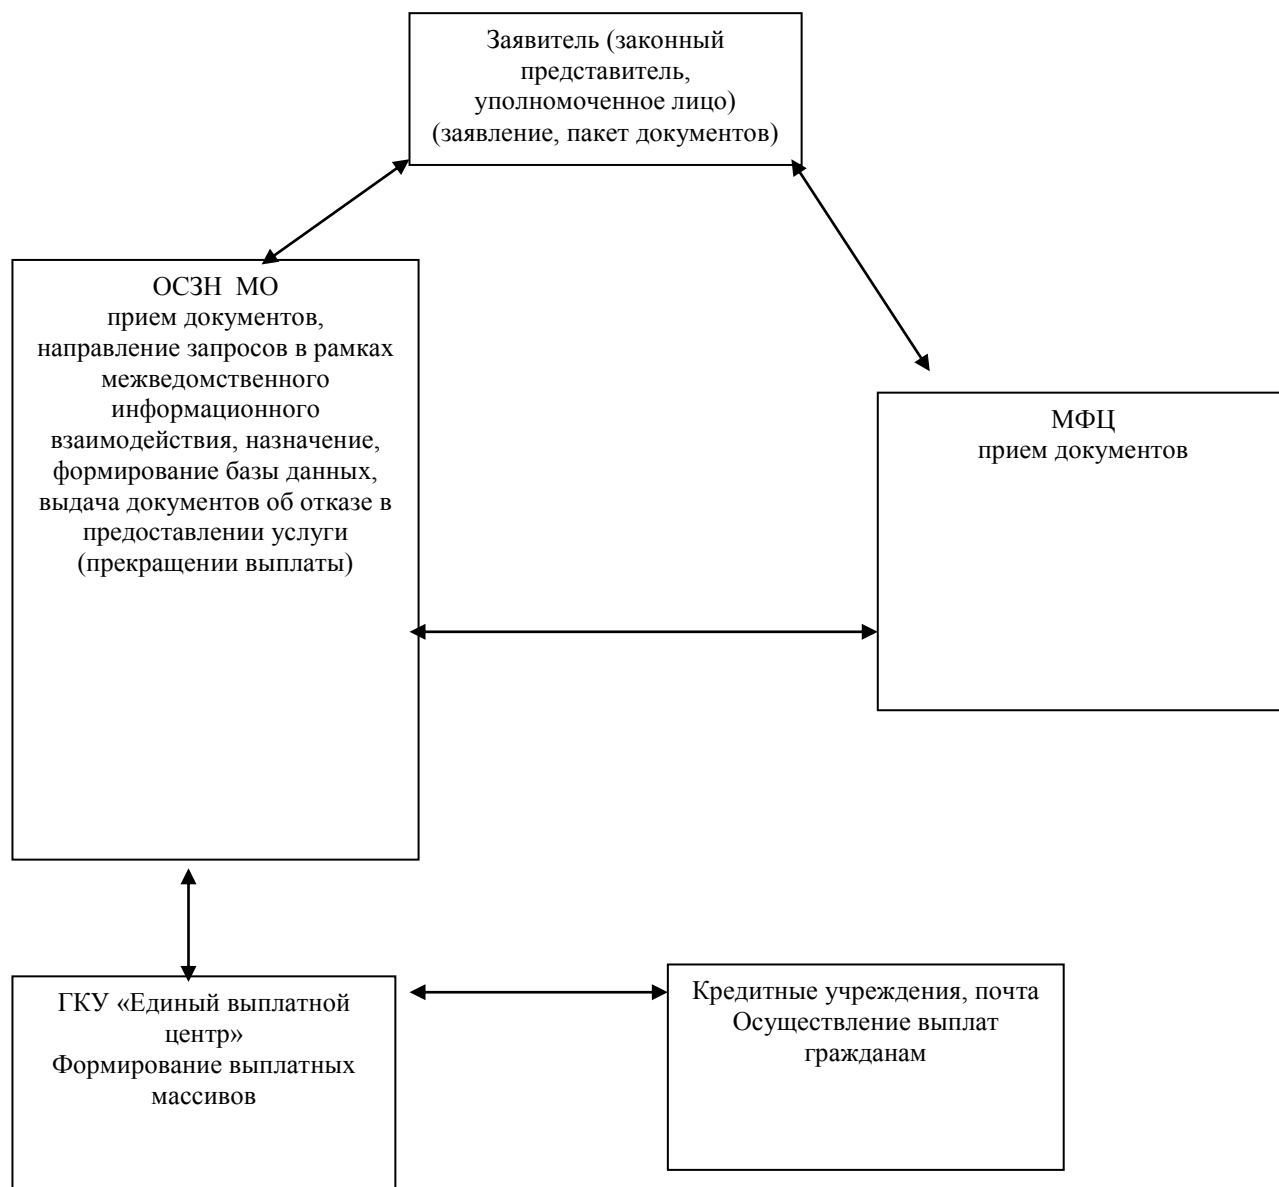 Заявитель (законный
представитель,
уполномоченное лицо)
(заявление, пакет документов)
ОСЗН МО
прием документов,
направление запросов в рамках
межведомственного
информационного
взаимодействия, назначение,
формирование базы данных,
выдача документов об отказе в
предоставлении услуги
(прекращении выплаты)
МФЦ
прием документов
ГКУ «Единый выплатной
центр»
Формирование выплатных
массивов
Кредитные учреждения, почта
Осуществление выплат
гражданам